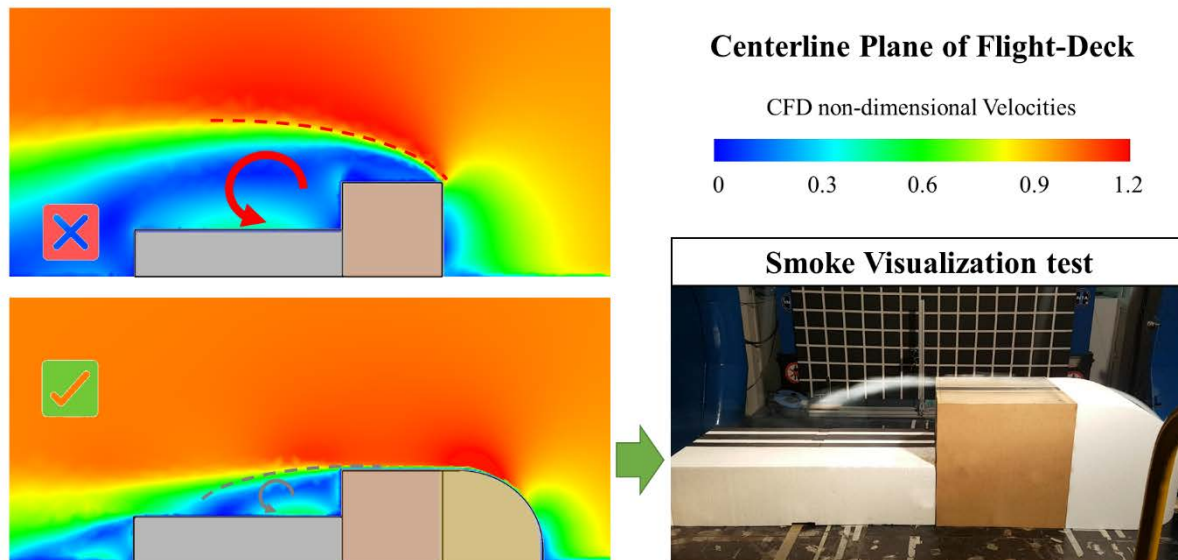 Centerline Plane of Flight-Deck
CFD non-dimensional Velocities
0 0.3 0.6 0.9 1.2
Smoke Visualization test